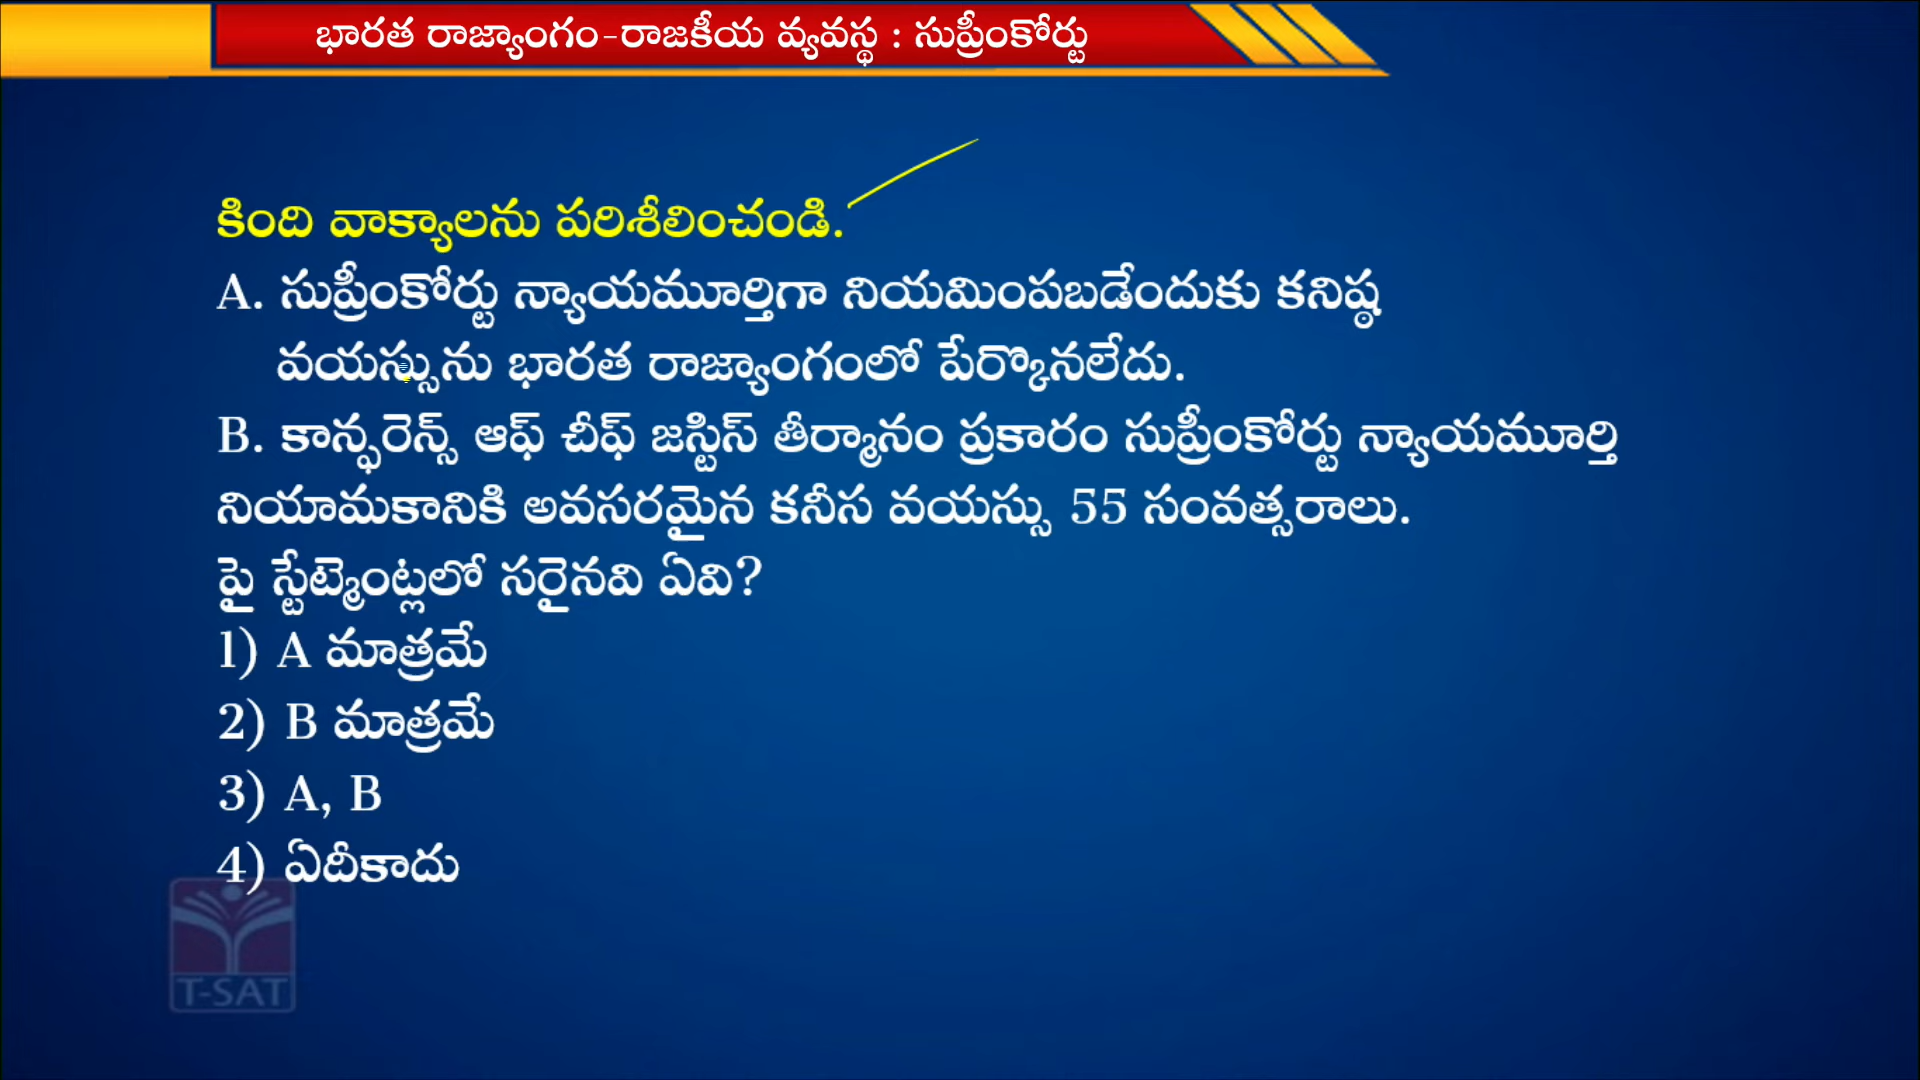 భారత రాజ్యాంగం-రాజకీయ వ్యవస్థ : సుప్రీంకోర్టు
కింది వాక్యాలను పరిశీలించండి.
A. సుప్రీంకోర్టు న్యాయమూర్తిగా నియమింపబడేందుకు కనిష్ఠ
వయస్సును భారత రాజ్యాంగంలో పేర్కొనలేదు.
B. కాన్ఫరెన్స్ ఆఫ్ చీఫ్ జస్టిస్ తీర్మానం ప్రకారం సుప్రీంకోర్టు న్యాయమూర్తి
నియామకానికి అవసరమైన కనీస వయస్సు 55 సంవత్సరాలు.
పై స్టేట్మెంట్లలో సరైనవి ఏవి?
1) A మాత్రమే
2) B మాత్రమే
3) A, B
4) ఏదీకాదు
T-SAT